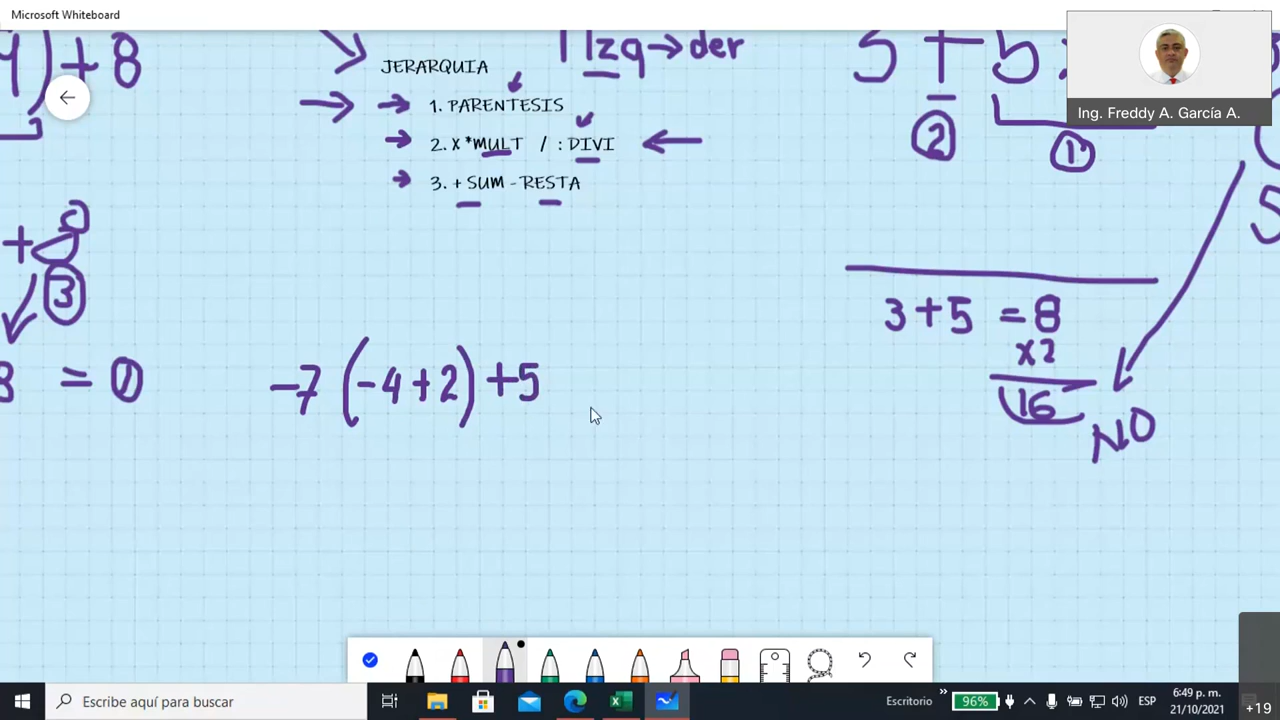 Microsoft Whiteboard
4)+8
Izq→der
JERARQUIA
→ 1. PARENTESIS
→ 2. X *MULT / : DIVI
→ 3. + SUM - RESTA
5 + 5
② ①
Ing. Freddy A. García A.
+
③
3 + 5 = 8
x 2
16
NO
= 0
-7 (-4+2) +5
Escribe aquí para buscar
Escritorio
»
96%
ESP
6:49 p. m.
21/10/2021
+19